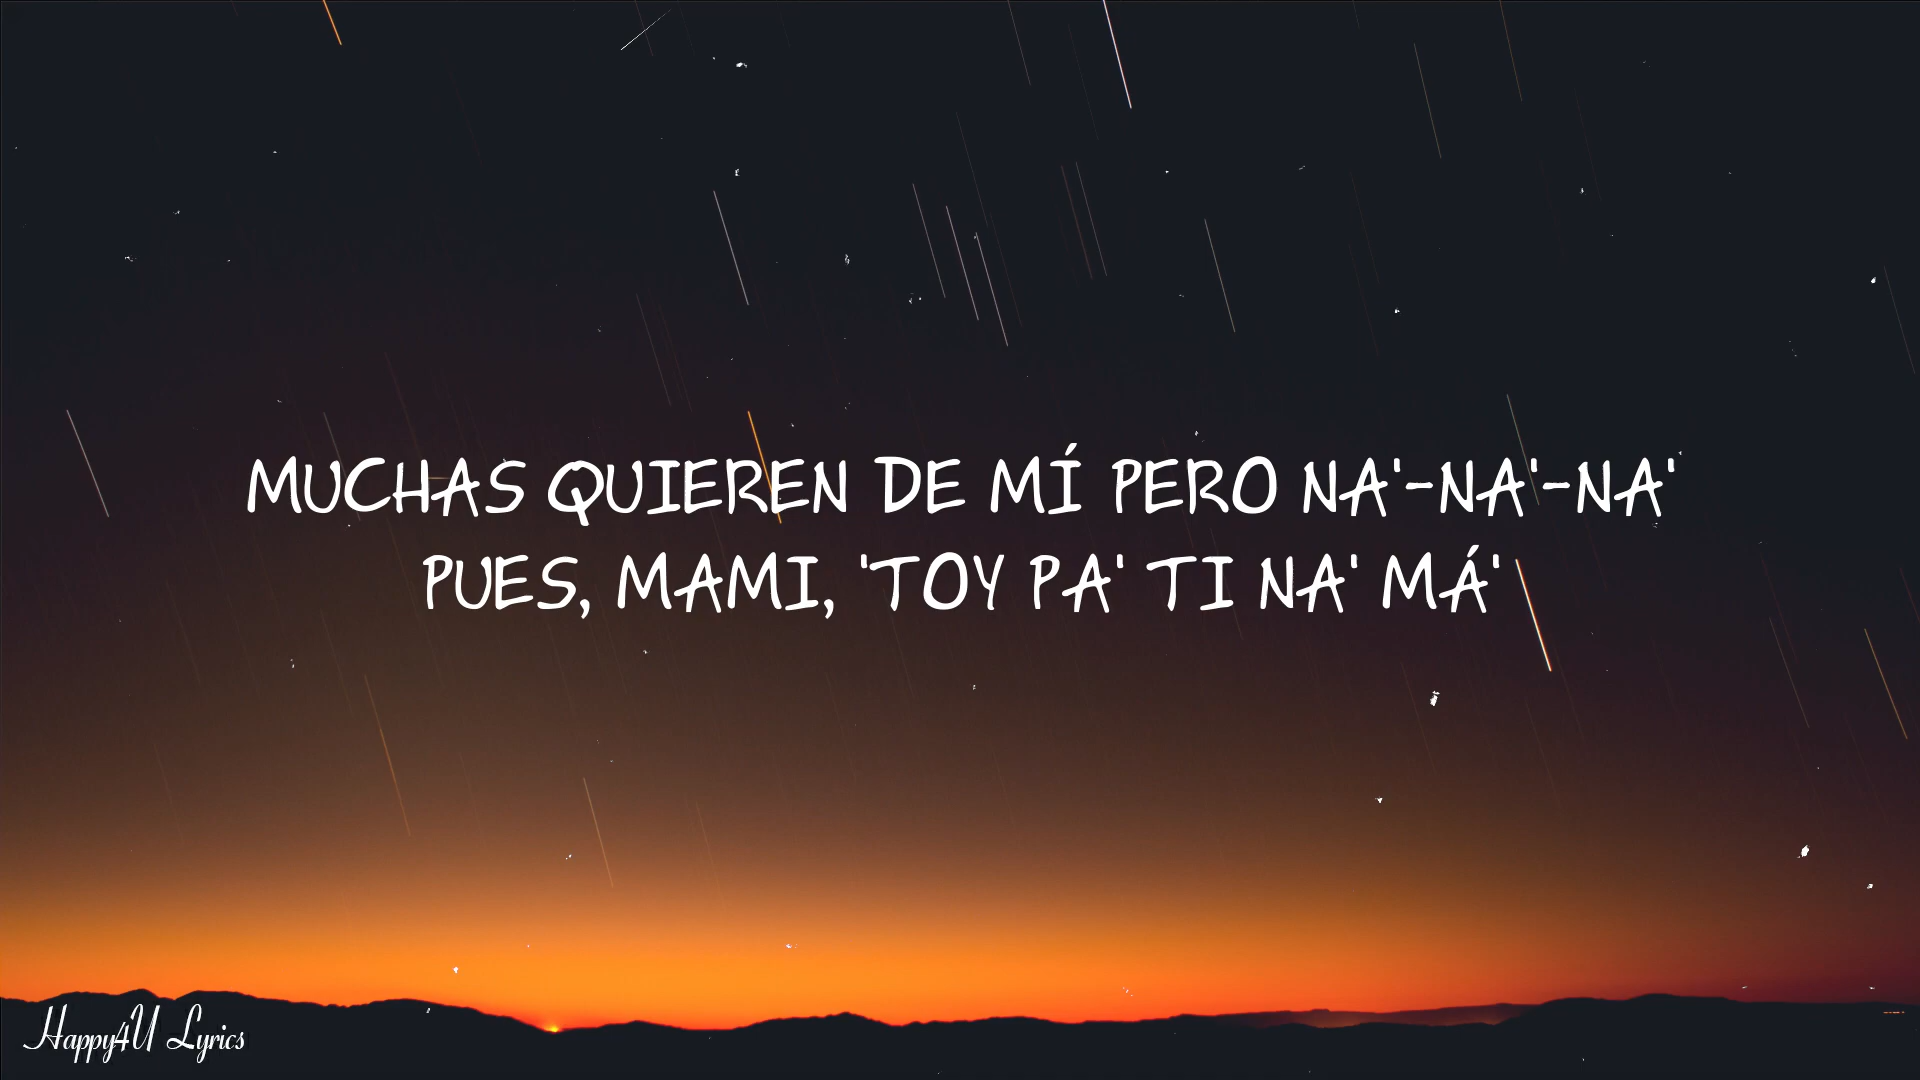 MUCHAS QUIEREN DE MÍ PERO NA'-NA'-NA'
PUES, MAMI, 'TOY PA' TI NA' MÁ'
Happy4U Lyrics